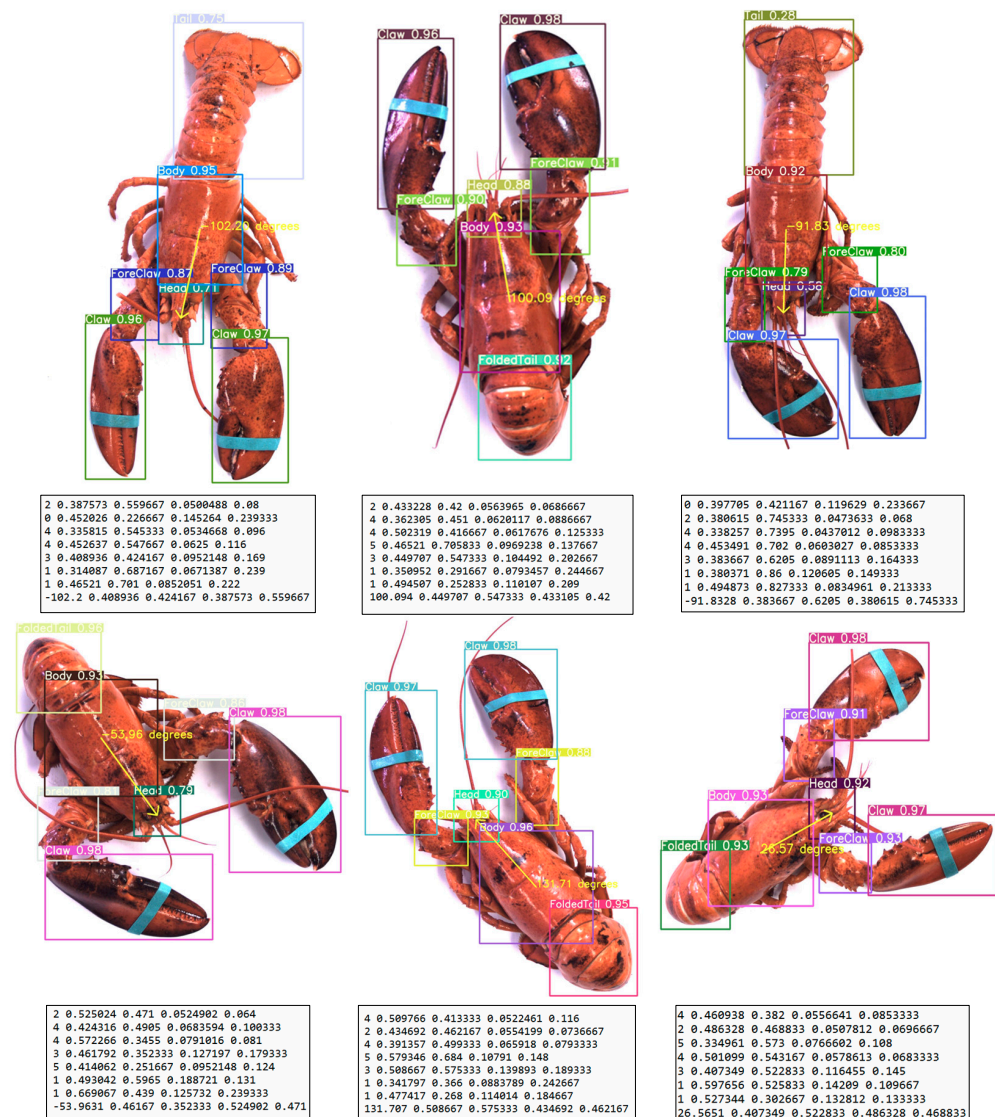 Tail 0.75
Body 0.95
-102.20 degrees
ForeClaw 0.87
ForeClaw 0.89
Head 0.71
Claw 0.96
Claw 0.97
2 0.387573 0.559667 0.0500488 0.08
0 0.452026 0.226667 0.145264 0.239333
4 0.335815 0.545333 0.0534668 0.096
4 0.452637 0.547667 0.0625 0.116
3 0.408936 0.424167 0.0952148 0.169
1 0.314087 0.687167 0.0671387 0.239
1 0.46521 0.701 0.0852051 0.222
-102.2 0.408936 0.424167 0.387573 0.559667
Claw 0.96
Claw 0.98
ForeClaw 0.91
Head 0.88
ForeClaw 0.90
Body 0.93
100.09 degrees
FoldedTail 0.92
2 0.433228 0.42 0.0563965 0.0686667
4 0.362305 0.451 0.0620117 0.0886667
4 0.502319 0.416667 0.0617676 0.125333
5 0.46521 0.705833 0.0969238 0.137667
3 0.449707 0.547333 0.104492 0.202667
1 0.350952 0.291667 0.0793457 0.244667
1 0.494507 0.252833 0.110107 0.209
100.094 0.449707 0.547333 0.433105 0.42
Tail 0.28
Body 0.92
-91.83 degrees
ForeClaw 0.80
ForeClaw 0.79
Head 0.58
Claw 0.98
Claw 0.97
0 0.397705 0.421167 0.119629 0.233667
2 0.380615 0.745333 0.0473633 0.068
4 0.338257 0.7395 0.0437012 0.0983333
4 0.453491 0.702 0.0603027 0.0853333
3 0.383667 0.6205 0.0891113 0.164333
1 0.380371 0.86 0.120605 0.149333
1 0.494873 0.827333 0.0834961 0.213333
-91.8328 0.383667 0.6205 0.380615 0.745333
FoldedTail 0.96
Body 0.93
ForeClaw 0.86
Claw 0.98
-53.96 degrees
ForeClaw 0.81
Head 0.79
Claw 0.98
2 0.525024 0.471 0.0524902 0.064
4 0.424316 0.4905 0.0683594 0.100333
4 0.572266 0.3455 0.0791016 0.081
3 0.461792 0.352333 0.127197 0.179333
5 0.414062 0.251667 0.0952148 0.124
1 0.493042 0.5965 0.188721 0.131
1 0.669067 0.439 0.125732 0.239333
-53.9631 0.46167 0.352333 0.524902 0.471
Claw 0.98
Claw 0.97
ForeClaw 0.88
Head 0.90
ForeClaw 0.93
Body 0.96
131.71 degrees
FoldedTail 0.95
4 0.509766 0.413333 0.0522461 0.116
2 0.434692 0.462167 0.0554199 0.0736667
4 0.391357 0.499333 0.065918 0.0793333
5 0.579346 0.684 0.10791 0.148
3 0.508667 0.575333 0.139893 0.189333
1 0.341797 0.366 0.0883789 0.242667
1 0.477417 0.268 0.114014 0.184667
131.707 0.508667 0.575333 0.434692 0.462167
Claw 0.98
ForeClaw 0.91
Head 0.92
Body 0.93
Claw 0.97
ForeClaw 0.93
26.57 degrees
FoldedTail 0.93
4 0.460938 0.382 0.0556641 0.0853333
2 0.486328 0.468833 0.0507812 0.0696667
5 0.334961 0.573 0.0766602 0.108
4 0.501099 0.543167 0.0578613 0.0683333
3 0.407349 0.522833 0.116455 0.145
1 0.597656 0.525833 0.14209 0.109667
1 0.527344 0.302667 0.132812 0.133333
26.5651 0.407349 0.522833 0.486328 0.468833